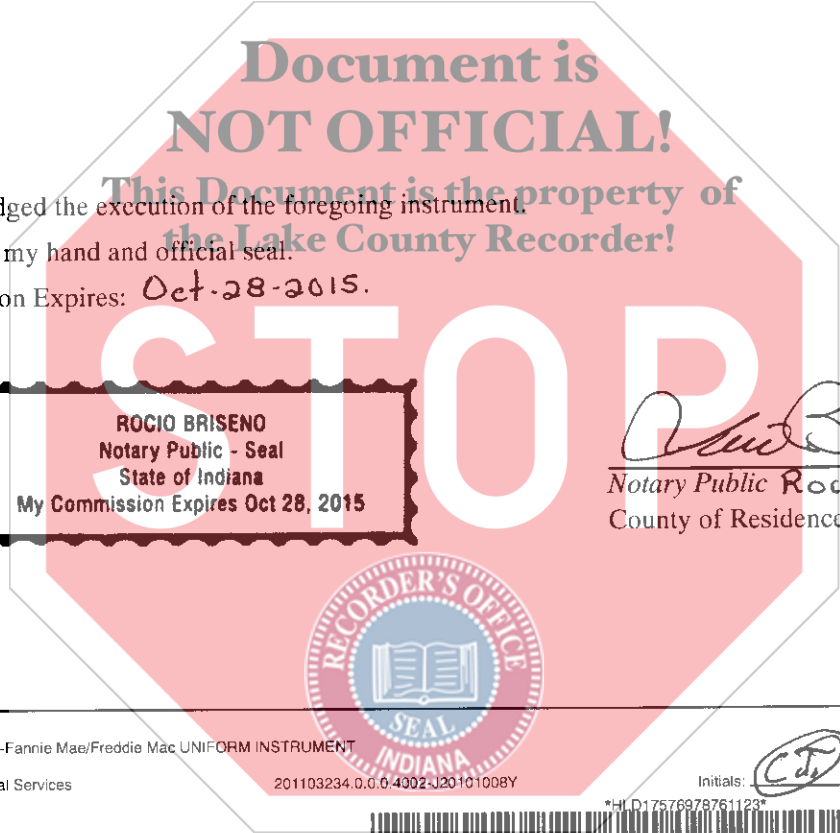 Document is
NOT OFFICIAL!
This Document is the property of
the Lake County Recorder!
dged the execution of the foregoing instrument.
my hand and official seal.
on Expires: Oct-28-2015.
STOP
ROCIO BRISENO
Notary Public - Seal
State of Indiana
My Commission Expires Oct 28, 2015
Notary Public Roc
County of Residence
RECORDER'S OFFICE
SEAL
INDIANA
-Fannie Mae/Freddie Mac UNIFORM INSTRUMENT
al Services
201103234.0.0.0.4002-J20101008Y
Initials:
*HLD17576978761123*